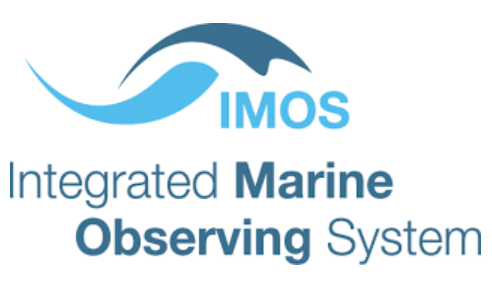 IMOS
Integrated Marine
Observing System